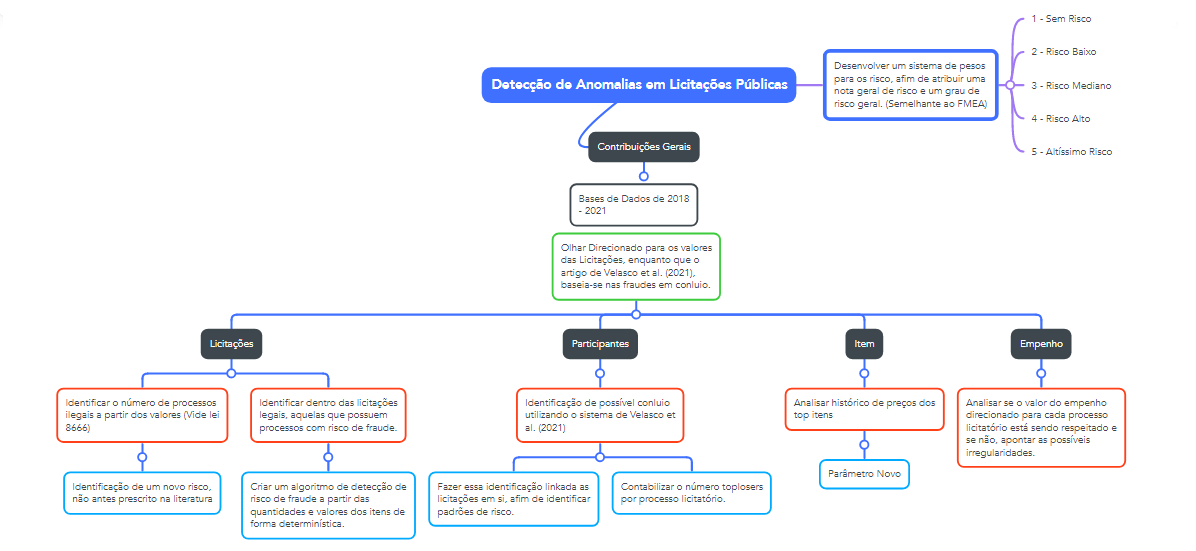 Detecção de Anomalias em Licitações Públicas
Desenvolver um sistema de pesos
para os risco, afim de atribuir uma
nota geral de risco e um grau de
risco geral. (Semelhante ao FMEA)
1 - Sem Risco
2 - Risco Baixo
3 - Risco Mediano
4 - Risco Alto
5 - Altíssimo Risco
Contribuições Gerais
Bases de Dados de 2018
- 2021
Olhar Direcionado para os valores
das Licitações, enquanto que o
artigo de Velasco et al. (2021),
baseia-se nas fraudes em conluio.
Licitações
Participantes
Item
Empenho
Identificar o número de processos
ilegais a partir dos valores (Vide lei
8666)
Identificar dentro das licitações
legais, aquelas que possuem
processos com risco de fraude.
Identificação de possível conluio
utilizando o sistema de Velasco et
al. (2021)
Analisar histórico de preços dos
top itens
Analisar se o valor do empenho
direcionado para cada processo
licitatório está sendo respeitado e
se não, apontar as possíveis
irregularidades.
Identificação de um novo risco,
não antes prescrito na literatura
Criar um algoritmo de detecção de
risco de fraude a partir das
quantidades e valores dos itens de
forma determinística.
Fazer essa identificação linkada as
licitações em si, afim de identificar
padrões de risco.
Contabilizar o número toplosers
por processo licitatório.
Parâmetro Novo